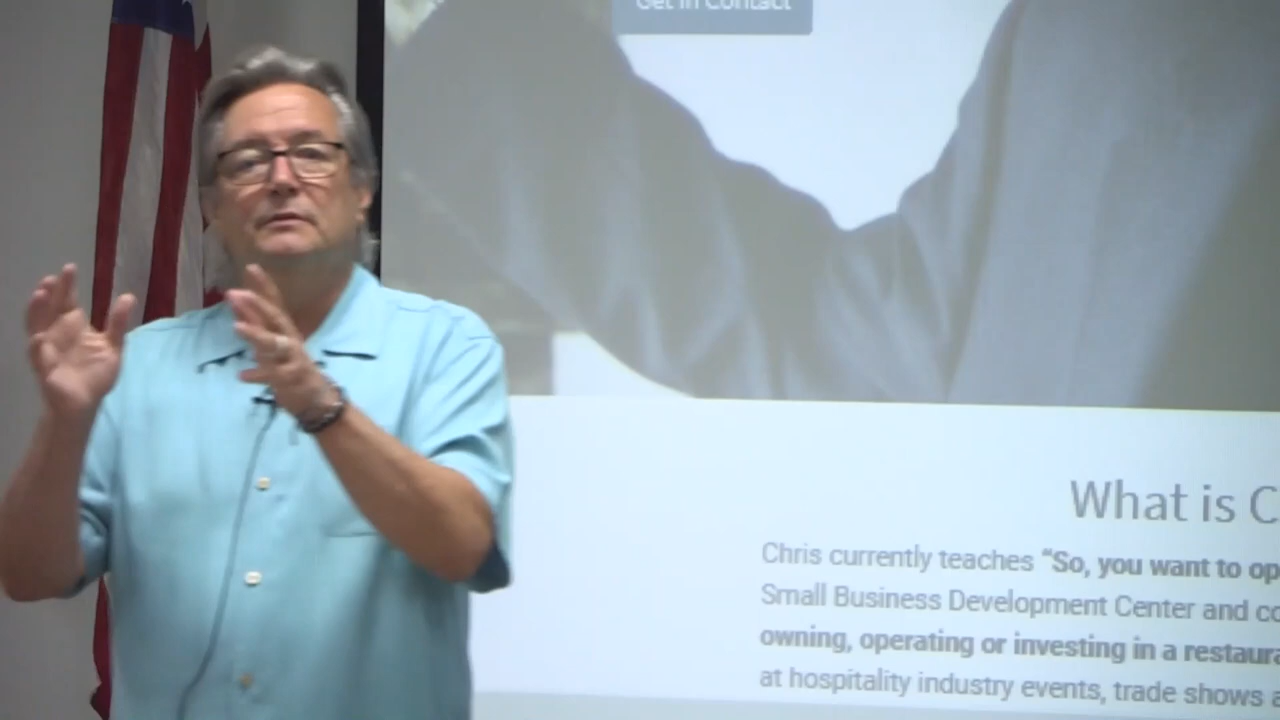 Get in Contact
What is C
Chris currently teaches “So, you want to op
Small Business Development Center and co
owning, operating or investing in a restaura
at hospitality industry events, trade shows a